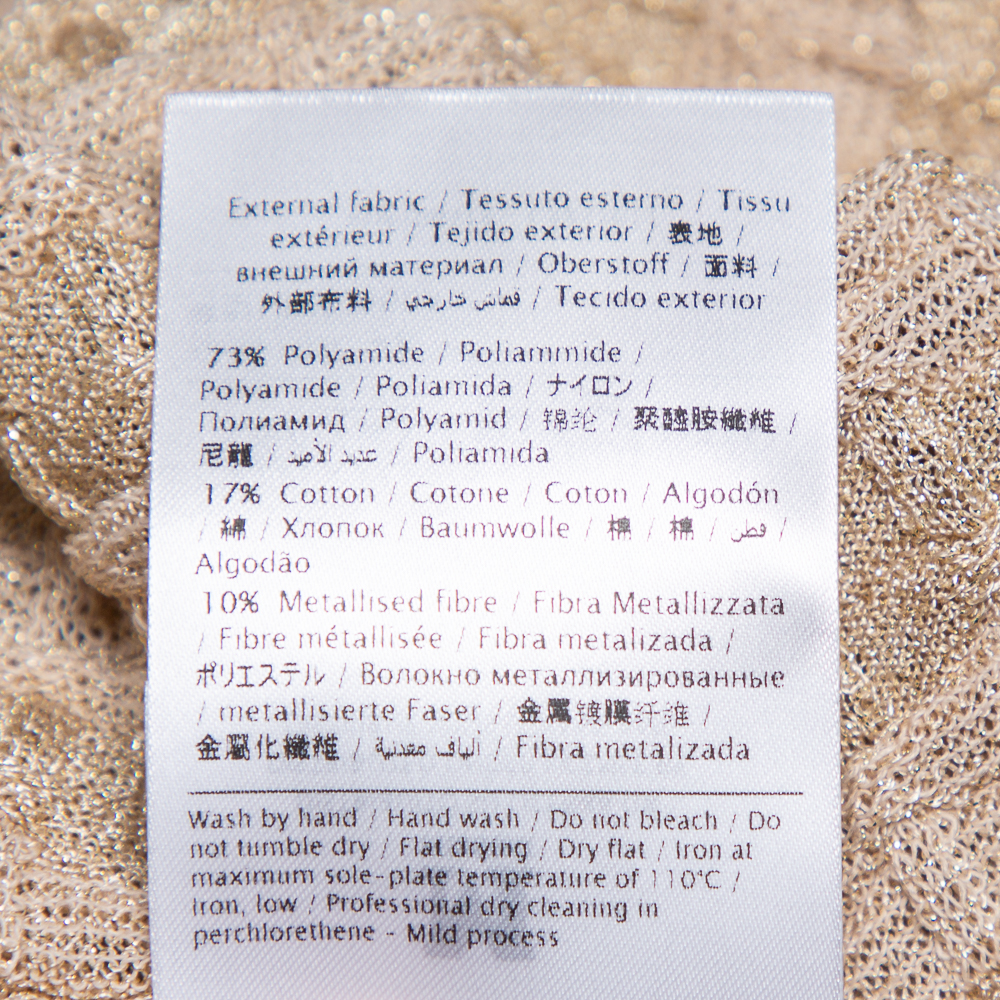 External fabric / Tessuto esterno / Tissu
extérieur / Tejido exterior / 表地 /
внешний материал / Oberstoff / 面料 /
外部布料 / قماش خارجي / Tecido exterior
73% Polyamide / Poliammide /
Polyamide / Poliamida / ナイロン /
Полиамид / Polyamid / 锦纶 / 聚醯胺纖維 /
尼龍 / عديد الأميد / Poliamida
17% Cotton / Cotone / Coton / Algodón
/ 綿 / Хлопок / Baumwolle / 棉 / 棉 / قطن /
Algodão
10% Metallised fibre / Fibra Metallizzata
/ Fibre métallisée / Fibra metalizada /
ポリエステル / Волокно металлизированные
/ metallisierte Faser / 金属镀膜纤维 /
金屬化纖維 / ألياف معدنية / Fibra metalizada
Wash by hand / Hand wash / Do not bleach / Do
not tumble dry / Flat drying / Dry flat / Iron at
maximum sole-plate temperature of 110°C /
Iron, low / Professional dry cleaning in
perchlorethene - Mild process